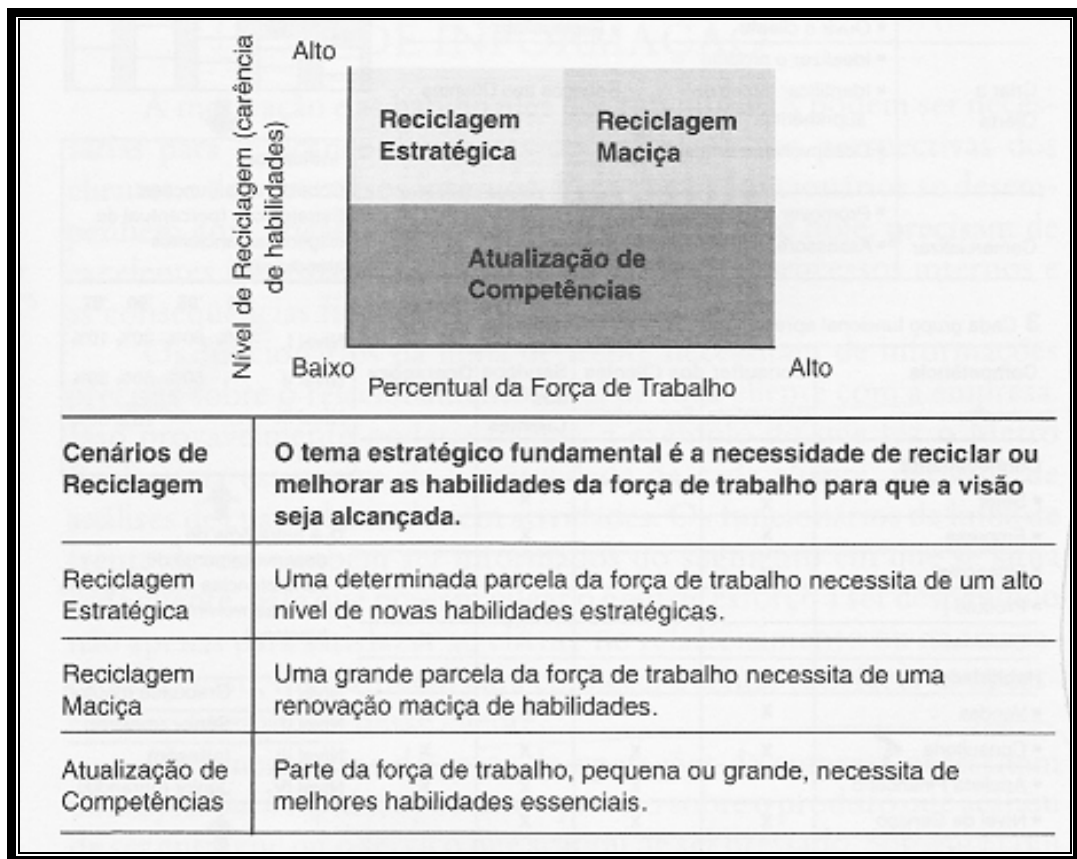 Alto
Nível de Reciclagem (carência
de habilidades)
Reciclagem
Estratégica
Reciclagem
Maciça
Atualização de
Competências
Baixo
Alto
Percentual da Força de Trabalho
Cenários de
Reciclagem
O tema estratégico fundamental é a necessidade de reciclar ou
melhorar as habilidades da força de trabalho para que a visão
seja alcançada.
Reciclagem
Estratégica
Uma determinada parcela da força de trabalho necessita de um alto
nível de novas habilidades estratégicas.
Reciclagem
Maciça
Uma grande parcela da força de trabalho necessita de uma
renovação maciça de habilidades.
Atualização de
Competências
Parte da força de trabalho, pequena ou grande, necessita de
melhores habilidades essenciais.